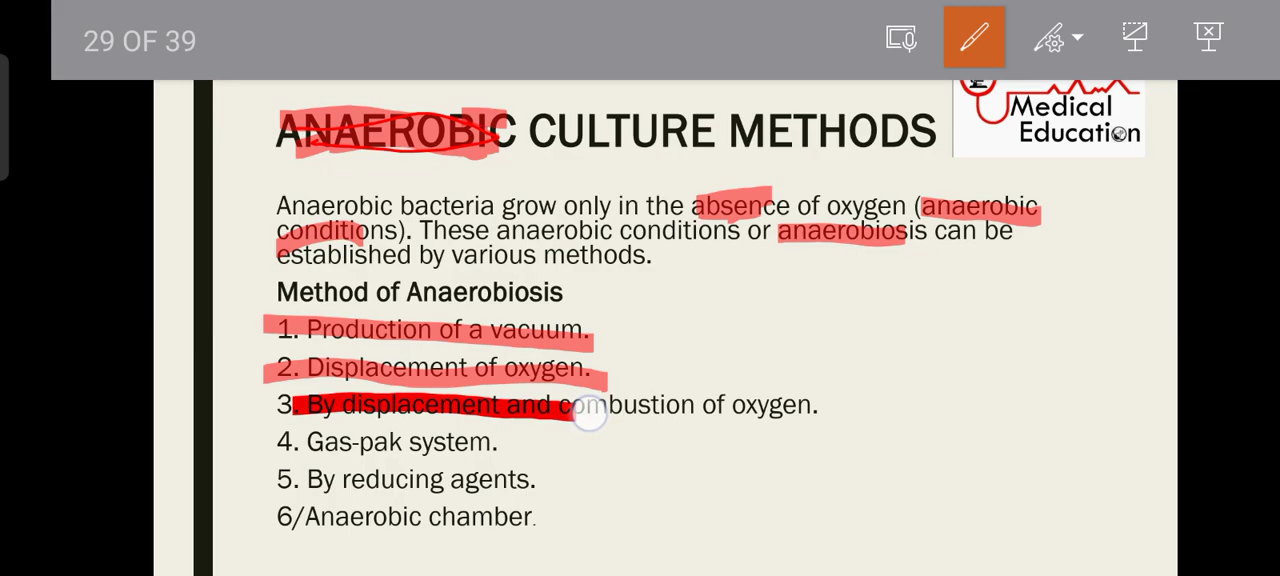 29 OF 39
Medical
Education
ANAEROBIC CULTURE METHODS
Anaerobic bacteria grow only in the absence of oxygen (anaerobic
conditions). These anaerobic conditions or anaerobiosis can be
established by various methods.
Method of Anaerobiosis
1. Production of a vacuum.
2. Displacement of oxygen.
3. By displacement and combustion of oxygen.
4. Gas-pak system.
5. By reducing agents.
6/Anaerobic chamber.